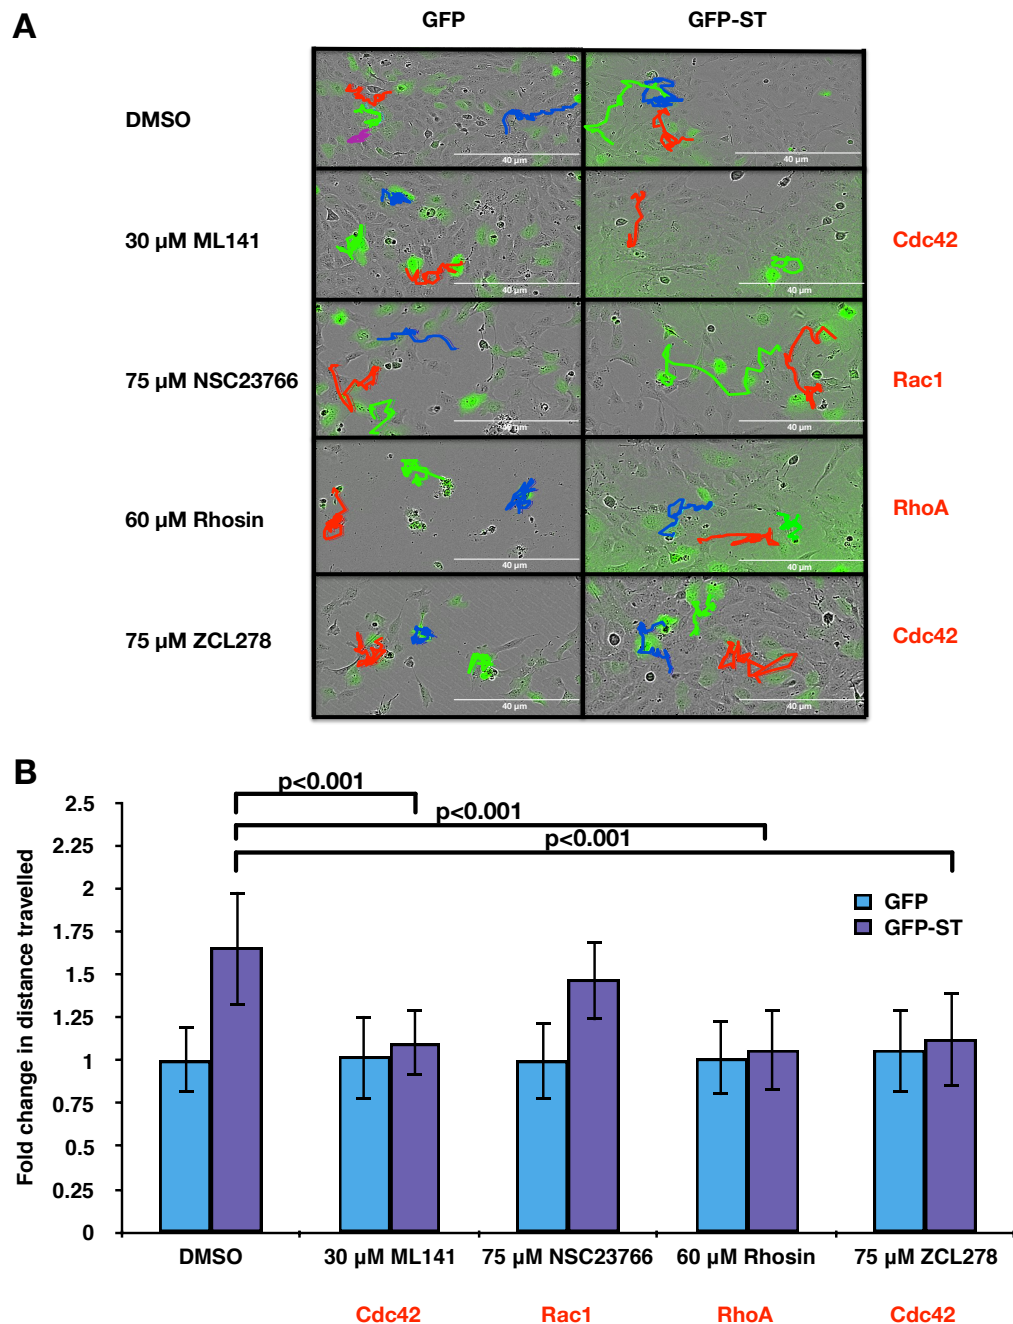 A
GFP
GFP-ST
DMSO
40 µm
40 µm
30 µM ML141
40 µm
40 µm
Cdc42
75 µM NSC23766
40 µm
40 µm
Rac1
60 µM Rhosin
40 µm
40 µm
RhoA
75 µM ZCL278
40 µm
40 µm
Cdc42
B
p<0.001
p<0.001
p<0.001
Fold change in distance travelled
2.5
2.25
2
1.75
1.5
1.25
1
0.75
0.5
0.25
0
GFP
GFP-ST
DMSO
30 µM ML141
75 µM NSC23766
60 µM Rhosin
75 µM ZCL278
Cdc42
Rac1
RhoA
Cdc42